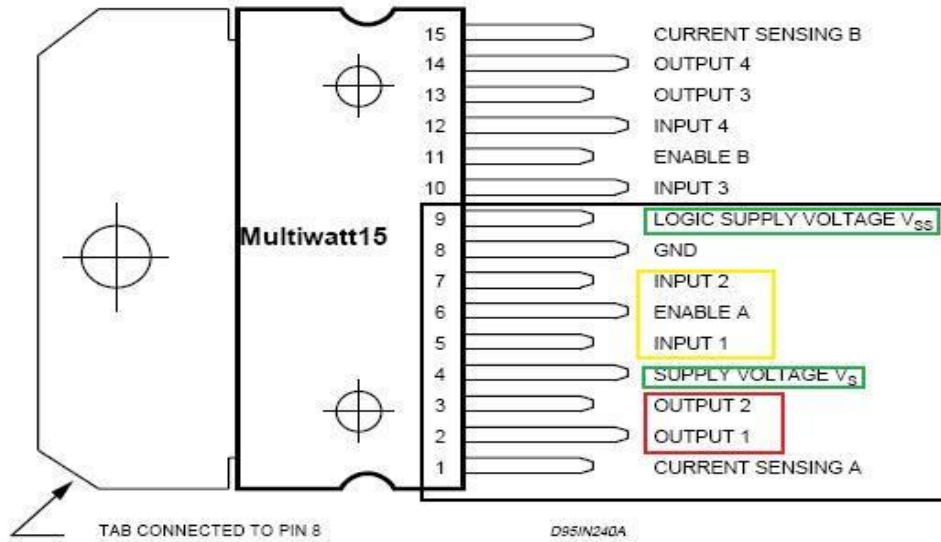 15 CURRENT SENSING B
14 OUTPUT 4
13 OUTPUT 3
12 INPUT 4
11 ENABLE B
10 INPUT 3
9 LOGIC SUPPLY VOLTAGE VSS
Multiwatt15
8 GND
7 INPUT 2
6 ENABLE A
5 INPUT 1
4 SUPPLY VOLTAGE VS
3 OUTPUT 2
2 OUTPUT 1
1 CURRENT SENSING A
TAB CONNECTED TO PIN 8
D95IN240A